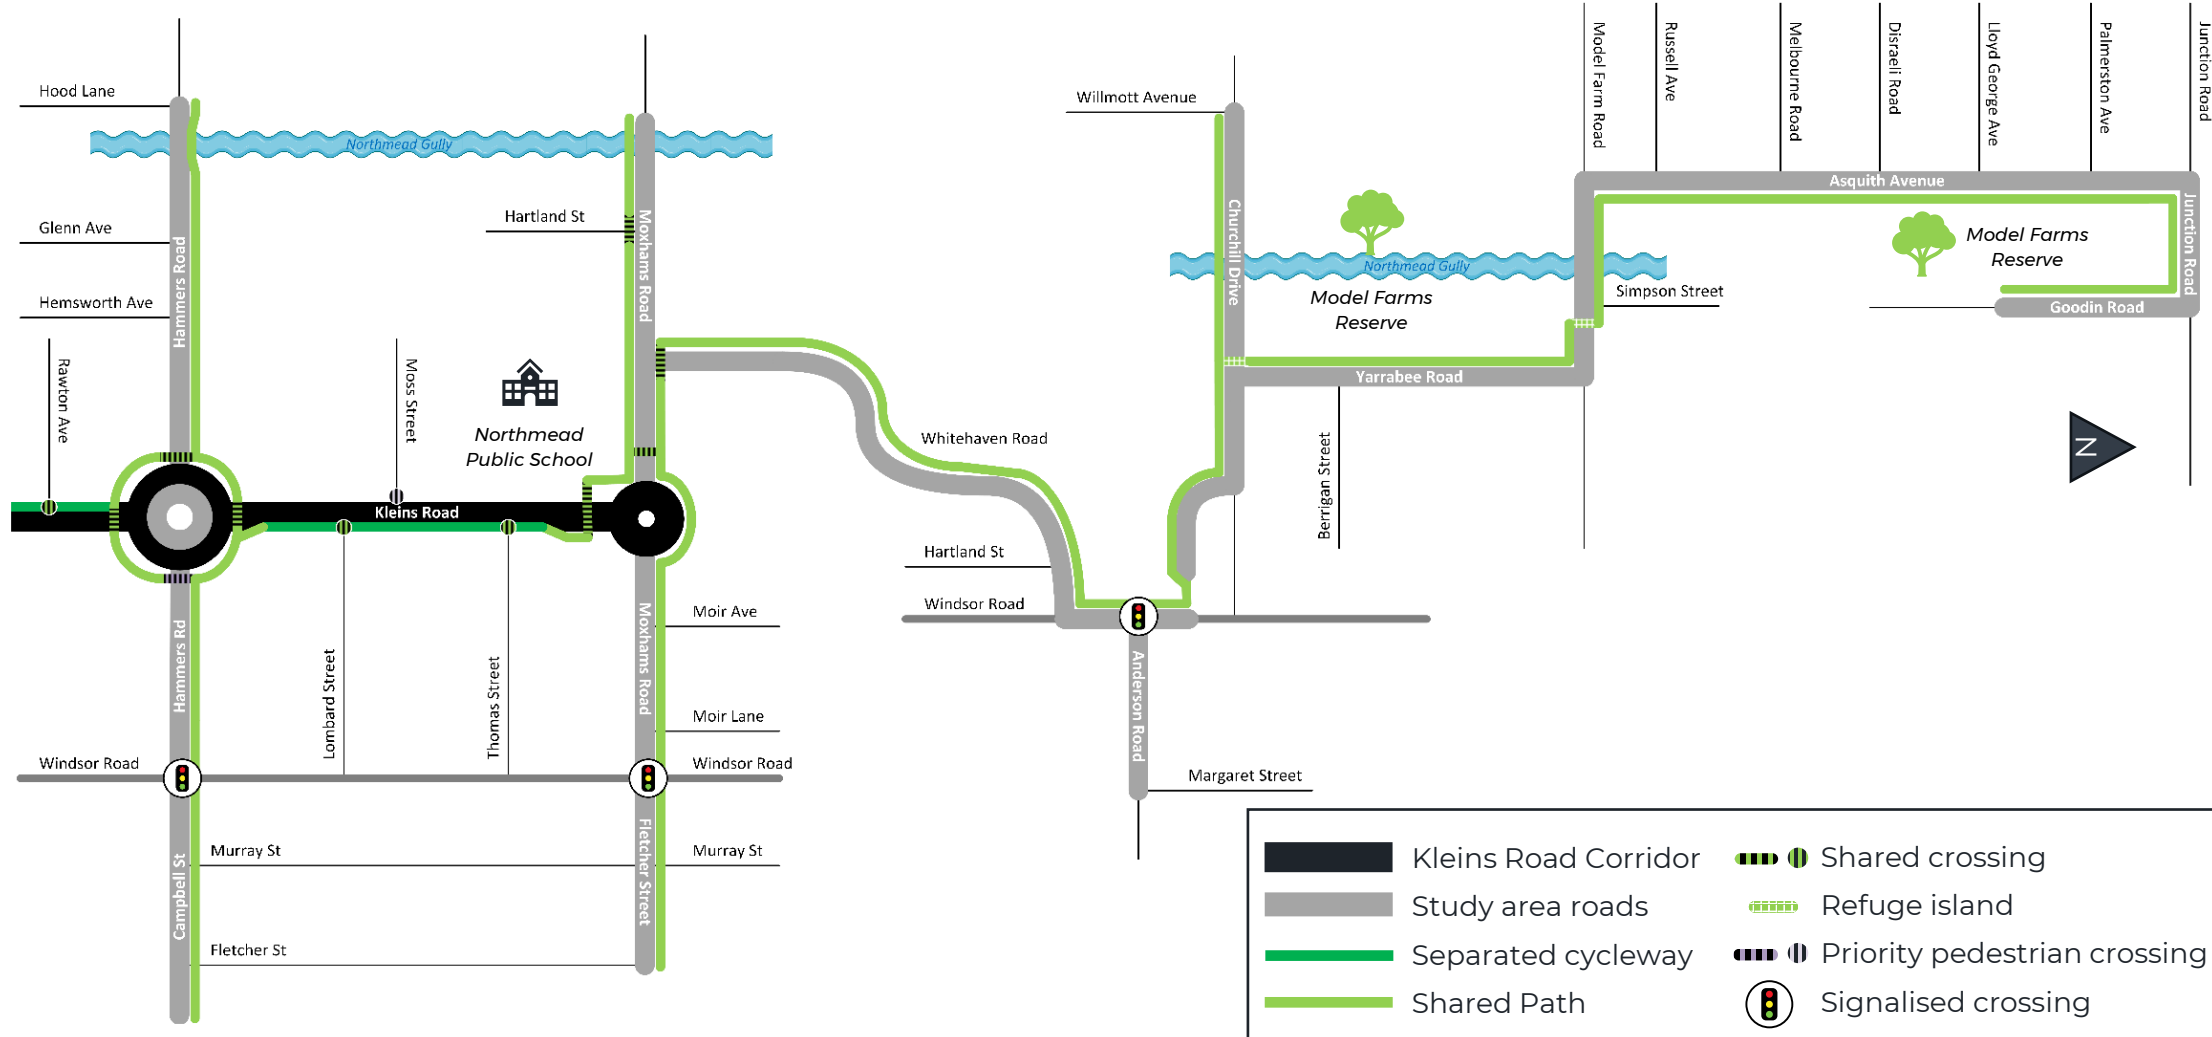 Hood Lane
Northmead Gully
Glenn Ave
Hemsworth Ave
Hammers Road
Rawton Ave
Moss Street
Northmead
Public School
Hartland St
Moxhams Road
Kleins Road
Hammers Rd
Lombard Street
Thomas Street
Moxhams Road
Moir Ave
Moir Lane
Windsor Road
Windsor Road
Murray St
Murray St
Campbell St
Fletcher Street
Fletcher St
Willmott Avenue
Churchill Drive
Northmead Gully
Model Farms
Reserve
Whitehaven Road
Hartland St
Windsor Road
Anderson Road
Margaret Street
Yarrabee Road
Berrigan Street
Model Farm Road
Russell Ave
Melbourne Road
Disraeli Road
Lloyd George Ave
Palmerston Ave
Junction Road
Asquith Avenue
Model Farms
Reserve
Junction Road
Simpson Street
Goodin Road
N
Kleins Road Corridor
Study area roads
Separated cycleway
Shared Path
Shared crossing
Refuge island
Priority pedestrian crossing
Signalised crossing